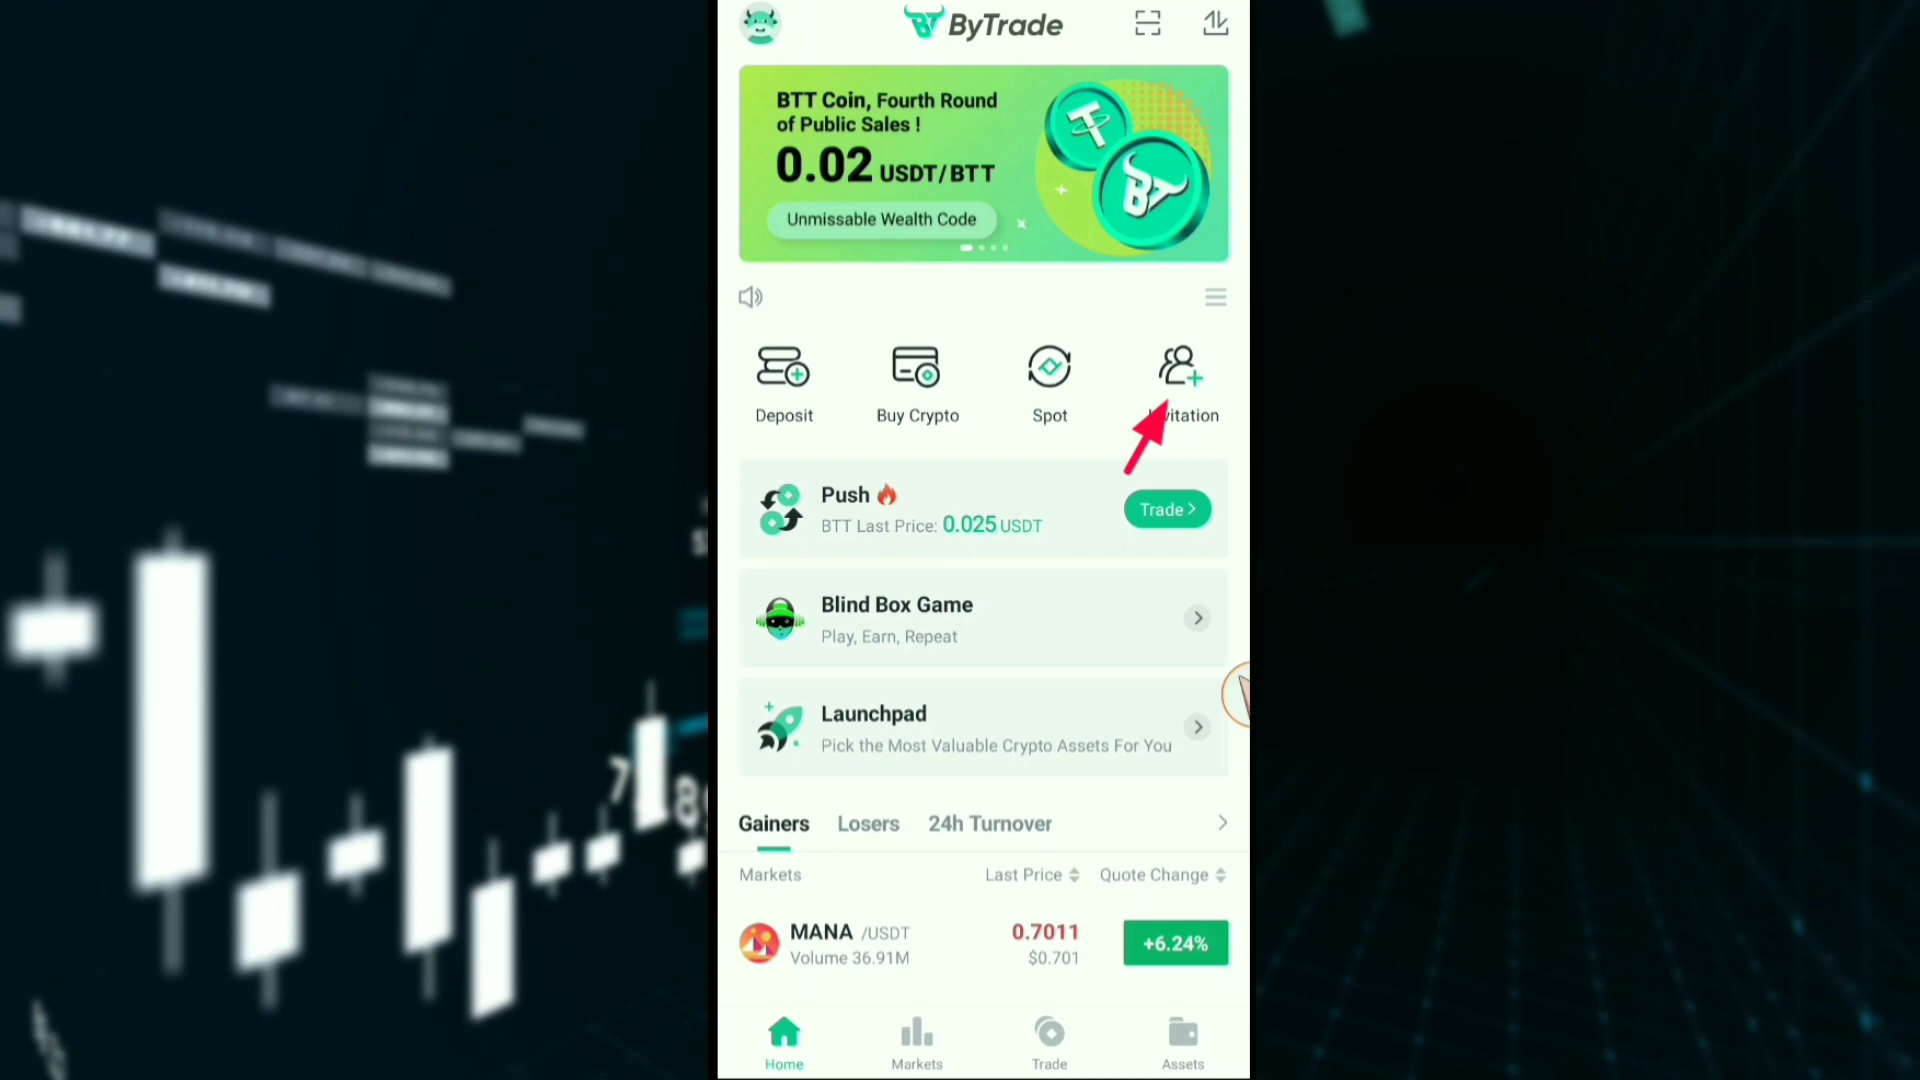 ByTrade
BTT Coin, Fourth Round
of Public Sales !
0.02 USDT/BTT
Unmissable Wealth Code
Deposit
Buy Crypto
Spot
vitation
Push
BTT Last Price: 0.025 USDT
Trade
Blind Box Game
Play, Earn, Repeat
Launchpad
Pick the Most Valuable Crypto Assets For You
Gainers
Losers
24h Turnover
Markets
Last Price
Quote Change
MANA /USDT
0.7011
+6.24%
Volume 36.91M
$0.701
Home
Markets
Trade
Assets